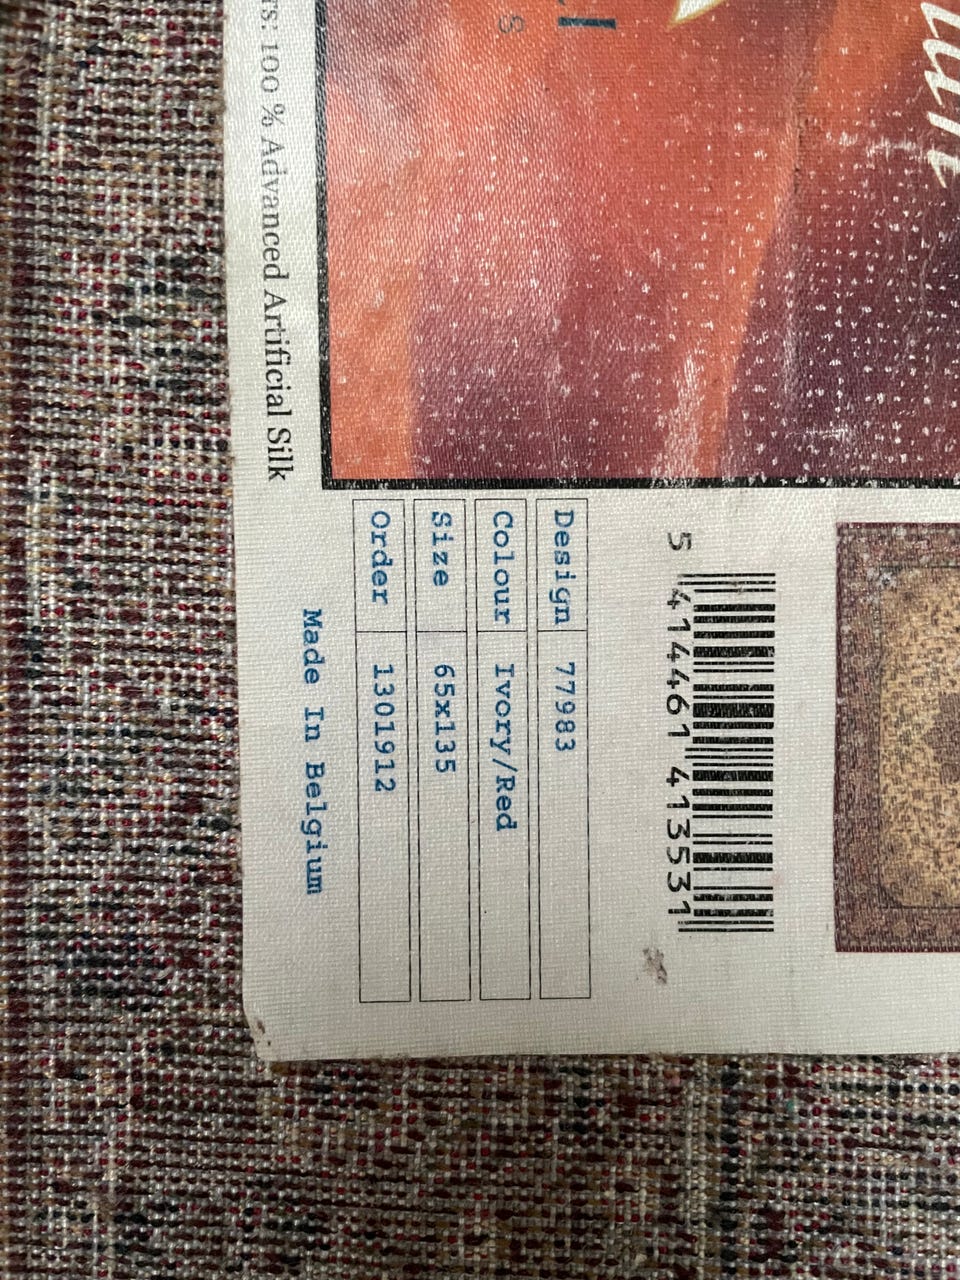 5 414461 413531
Design 77983
Colour Ivory/Red
Size 65x135
Order 1301912
Made In Belgium
100 % Advanced Artificial Silk